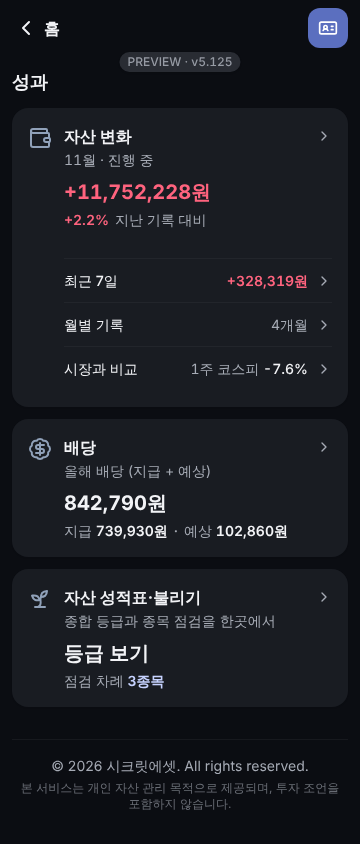 홈
PREVIEW · v5.125
성과
자산 변화
11월 · 진행 중
+11,752,228원
+2.2% 지난 기록 대비
최근 7일 +328,319원
월별 기록 4개월
시장과 비교 1주 코스피 -7.6%
배당
올해 배당 (지급 + 예상)
842,790원
지급 739,930원 · 예상 102,860원
자산 성적표·불리기
종합 등급과 종목 점검을 한곳에서
등급 보기
점검 차례 3종목
© 2026 시크릿에셋. All rights reserved.
본 서비스는 개인 자산 관리 목적으로 제공되며, 투자 조언을
포함하지 않습니다.